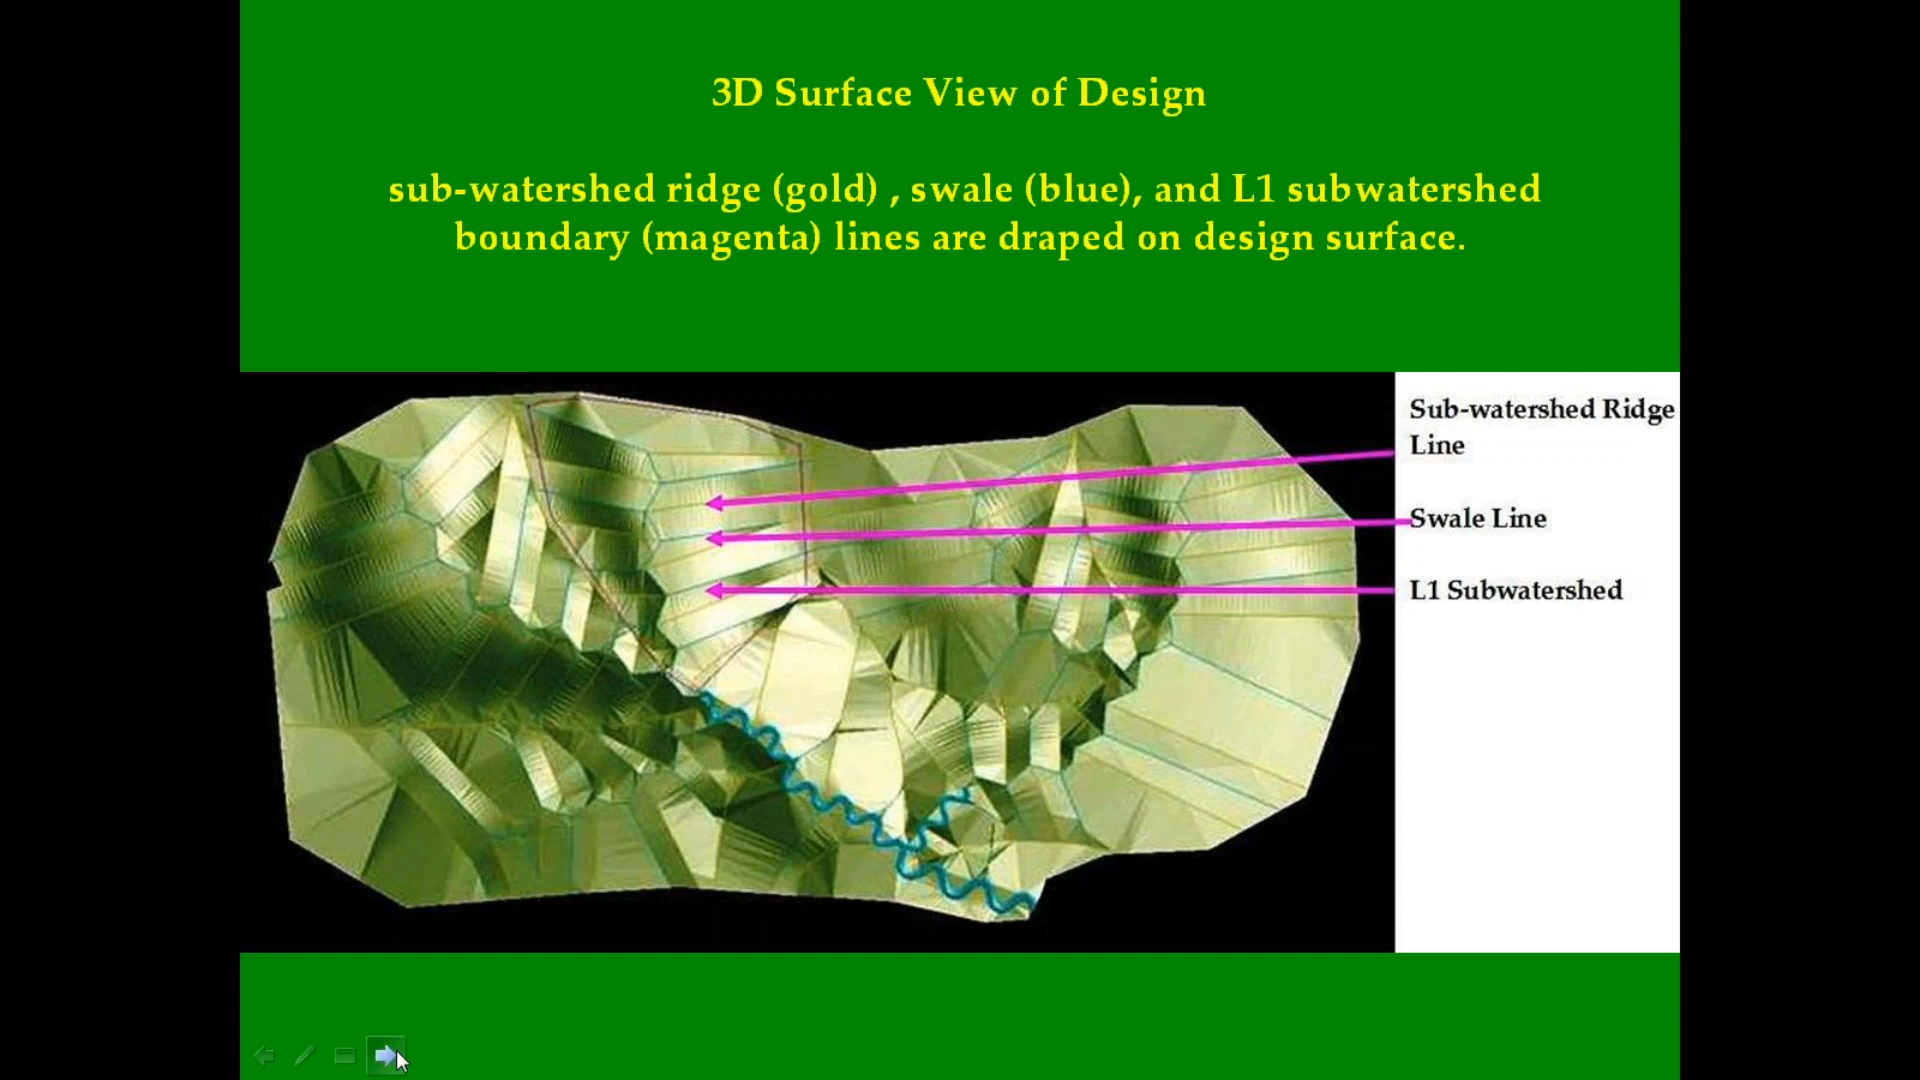 3D Surface View of Design
sub-watershed ridge (gold) , swale (blue), and L1 subwatershed
boundary (magenta) lines are draped on design surface.
Sub-watershed Ridge
Line
Swale Line
L1 Subwatershed